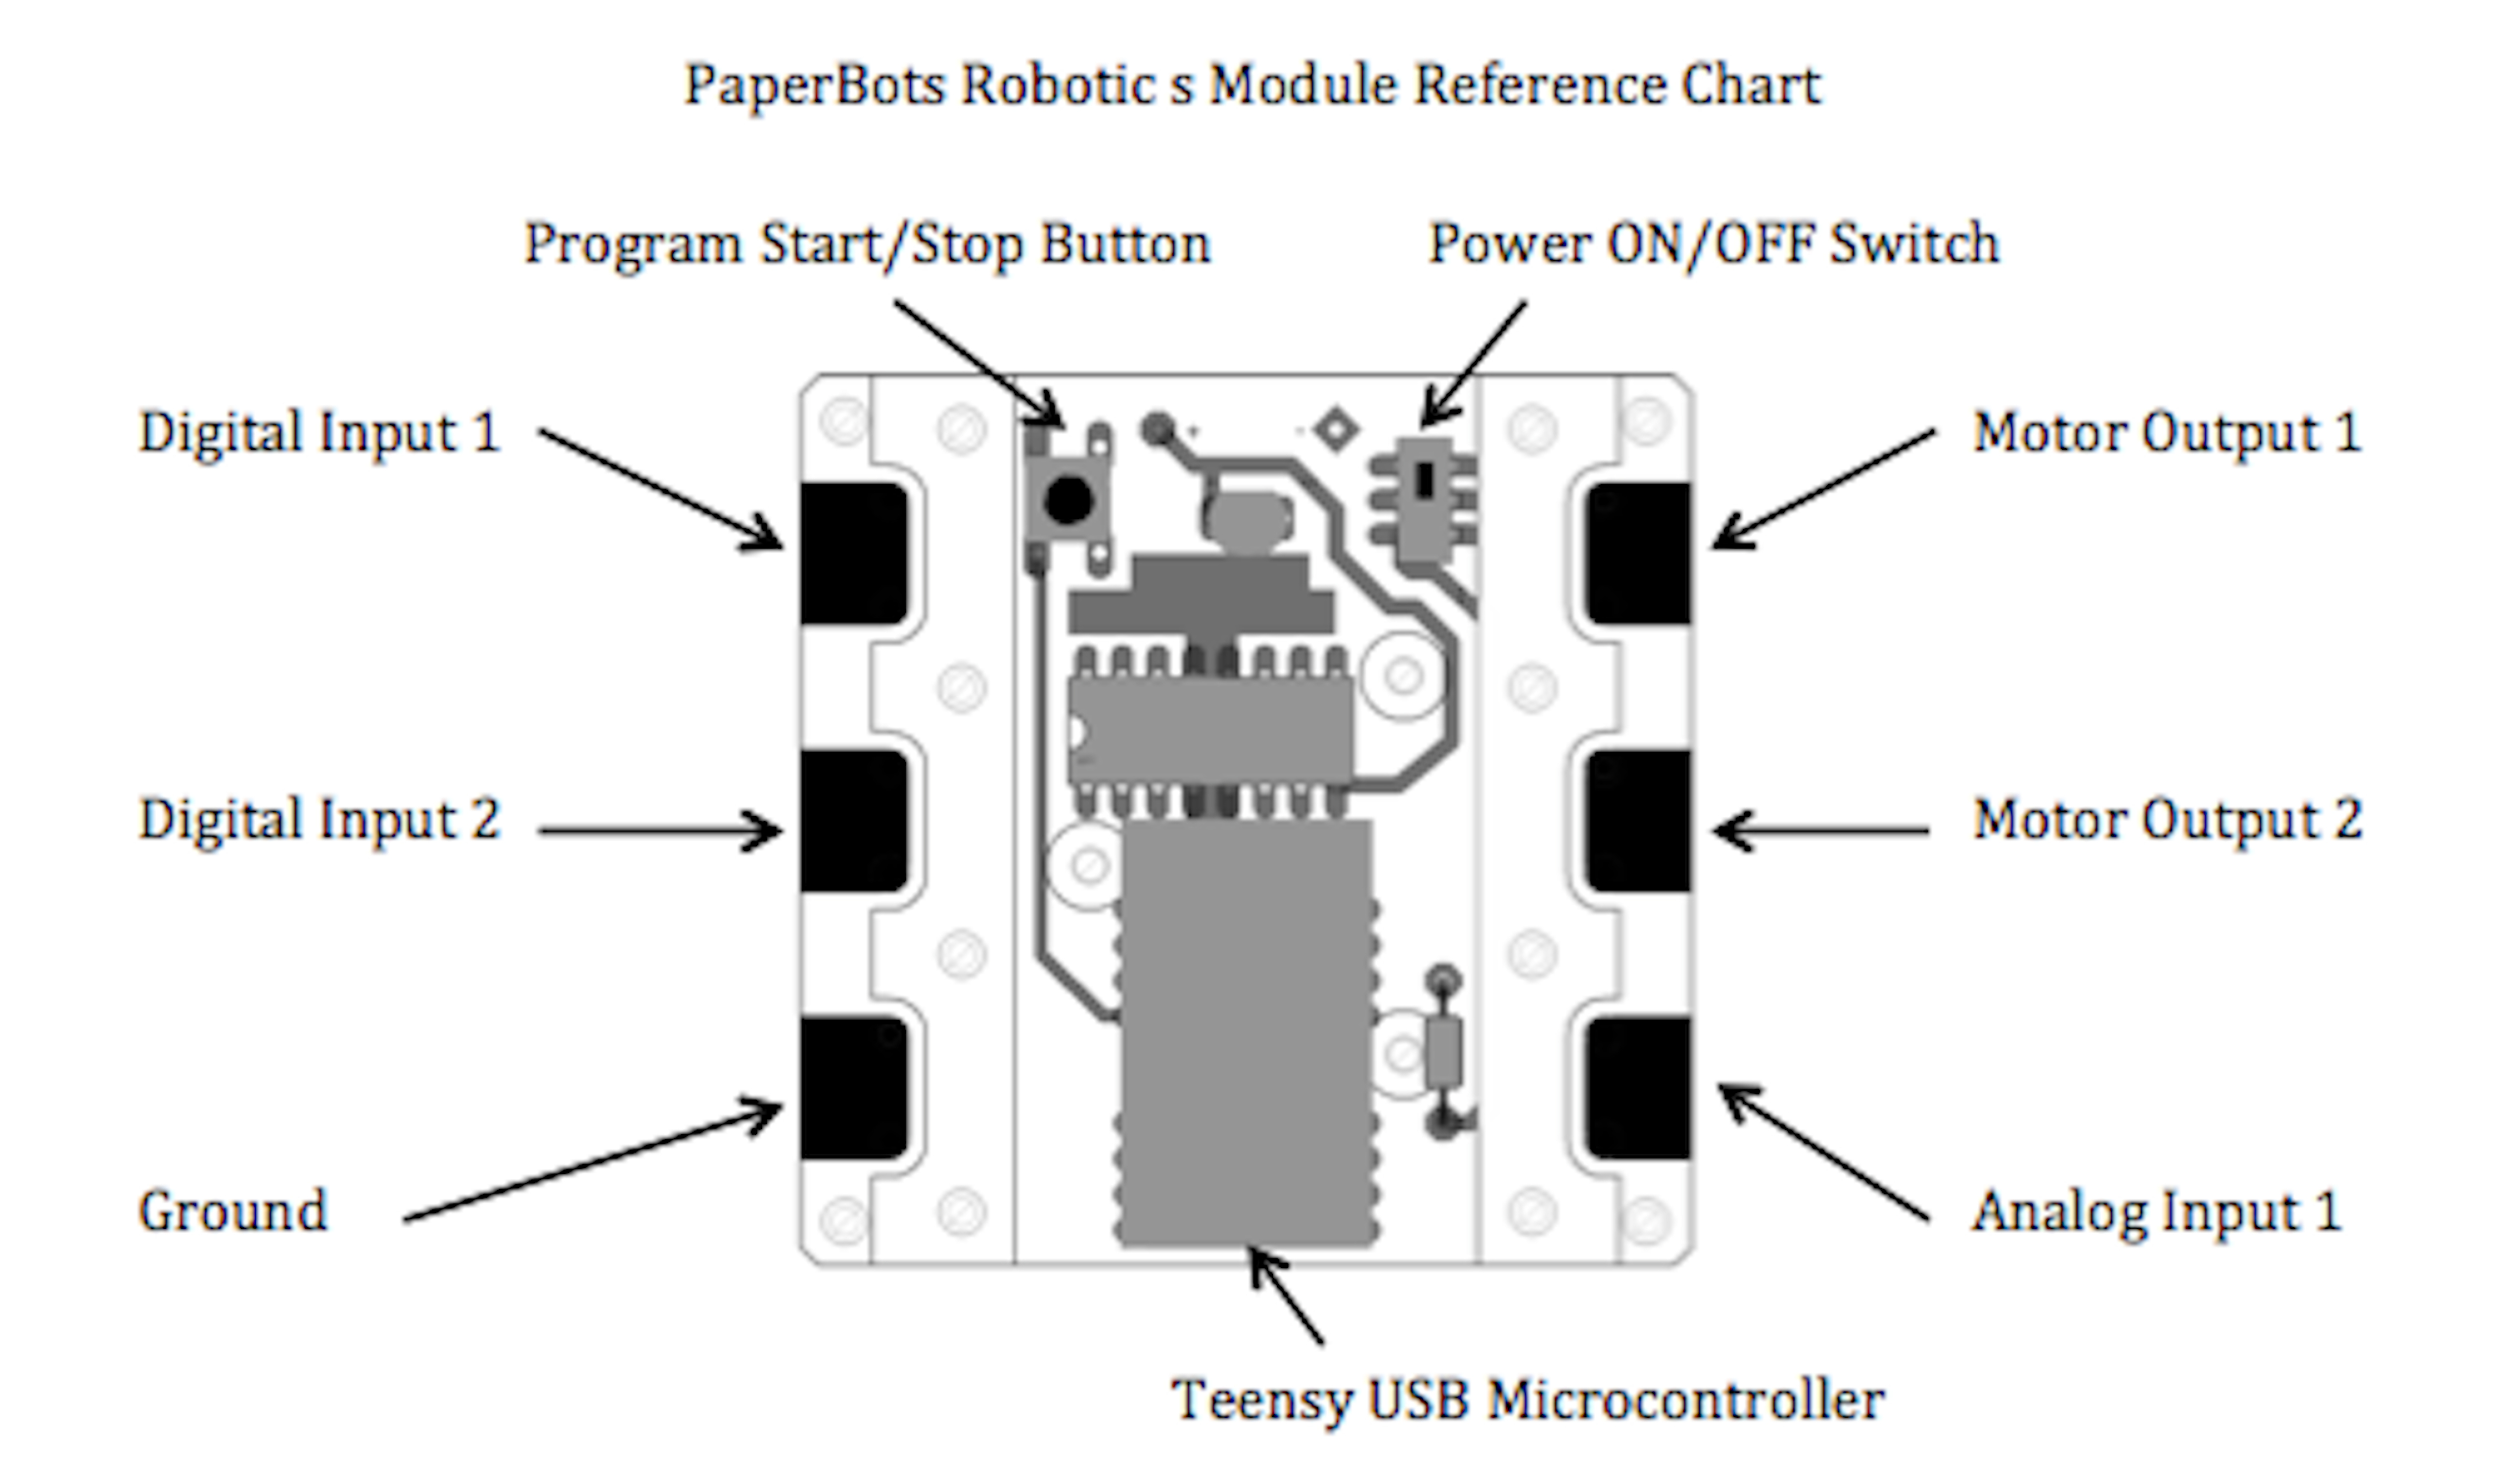 PaperBots Robotic s Module Reference Chart
Program Start/Stop Button
Power ON/OFF Switch
Digital Input 1
Motor Output 1
Digital Input 2
Motor Output 2
Ground
Analog Input 1
Teensy USB Microcontroller